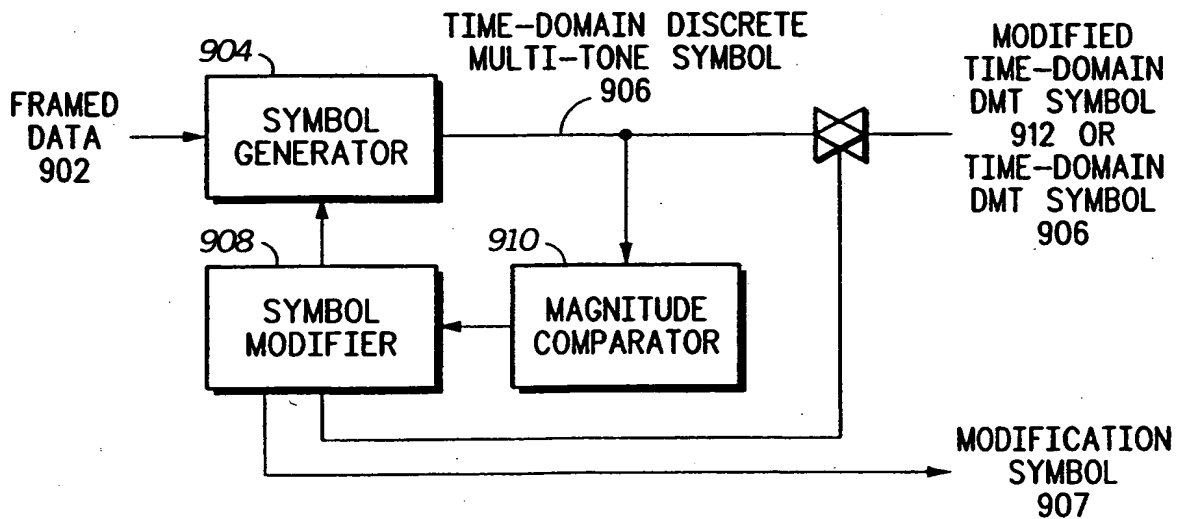 TIME-DOMAIN DISCRETE
MULTI-TONE SYMBOL
906
904
FRAMED
DATA
902
SYMBOL
GENERATOR
MODIFIED
TIME-DOMAIN
DMT SYMBOL
912 OR
TIME-DOMAIN
DMT SYMBOL
906
908
SYMBOL
MODIFIER
910
MAGNITUDE
COMPARATOR
MODIFICATION
SYMBOL
907